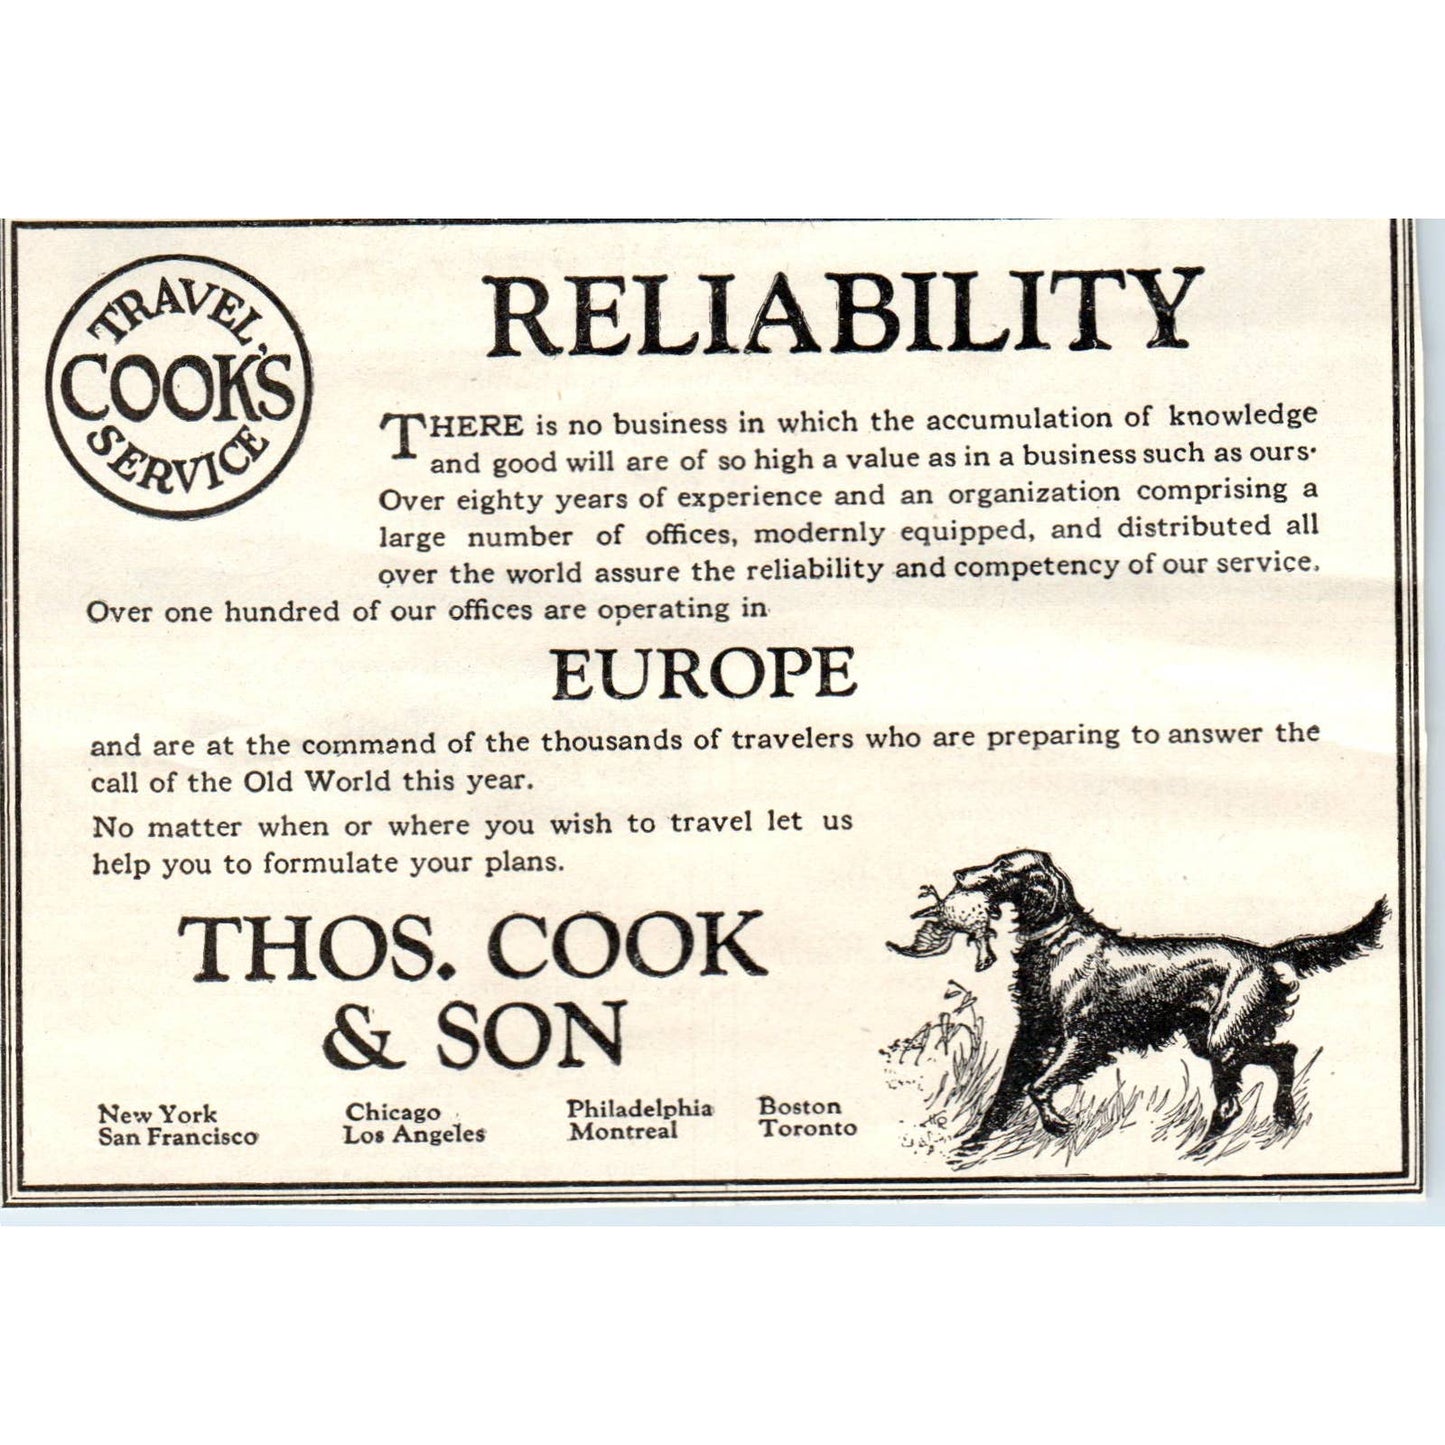 TRAVEL
COOK'S
SERVICE
RELIABILITY
THERE is no business in which the accumulation of knowledge
and good will are of so high a value as in a business such as ours.
Over eighty years of experience and an organization comprising a
large number of offices, modernly equipped, and distributed all
over the world assure the reliability and competency of our service.
Over one hundred of our offices are operating in
EUROPE
and are at the command of the thousands of travelers who are preparing to answer the
call of the Old World this year.
No matter when or where you wish to travel let us
help you to formulate your plans.
THOS. COOK
& SON
New York Chicago Philadelphia Boston
San Francisco Los Angeles Montreal Toronto